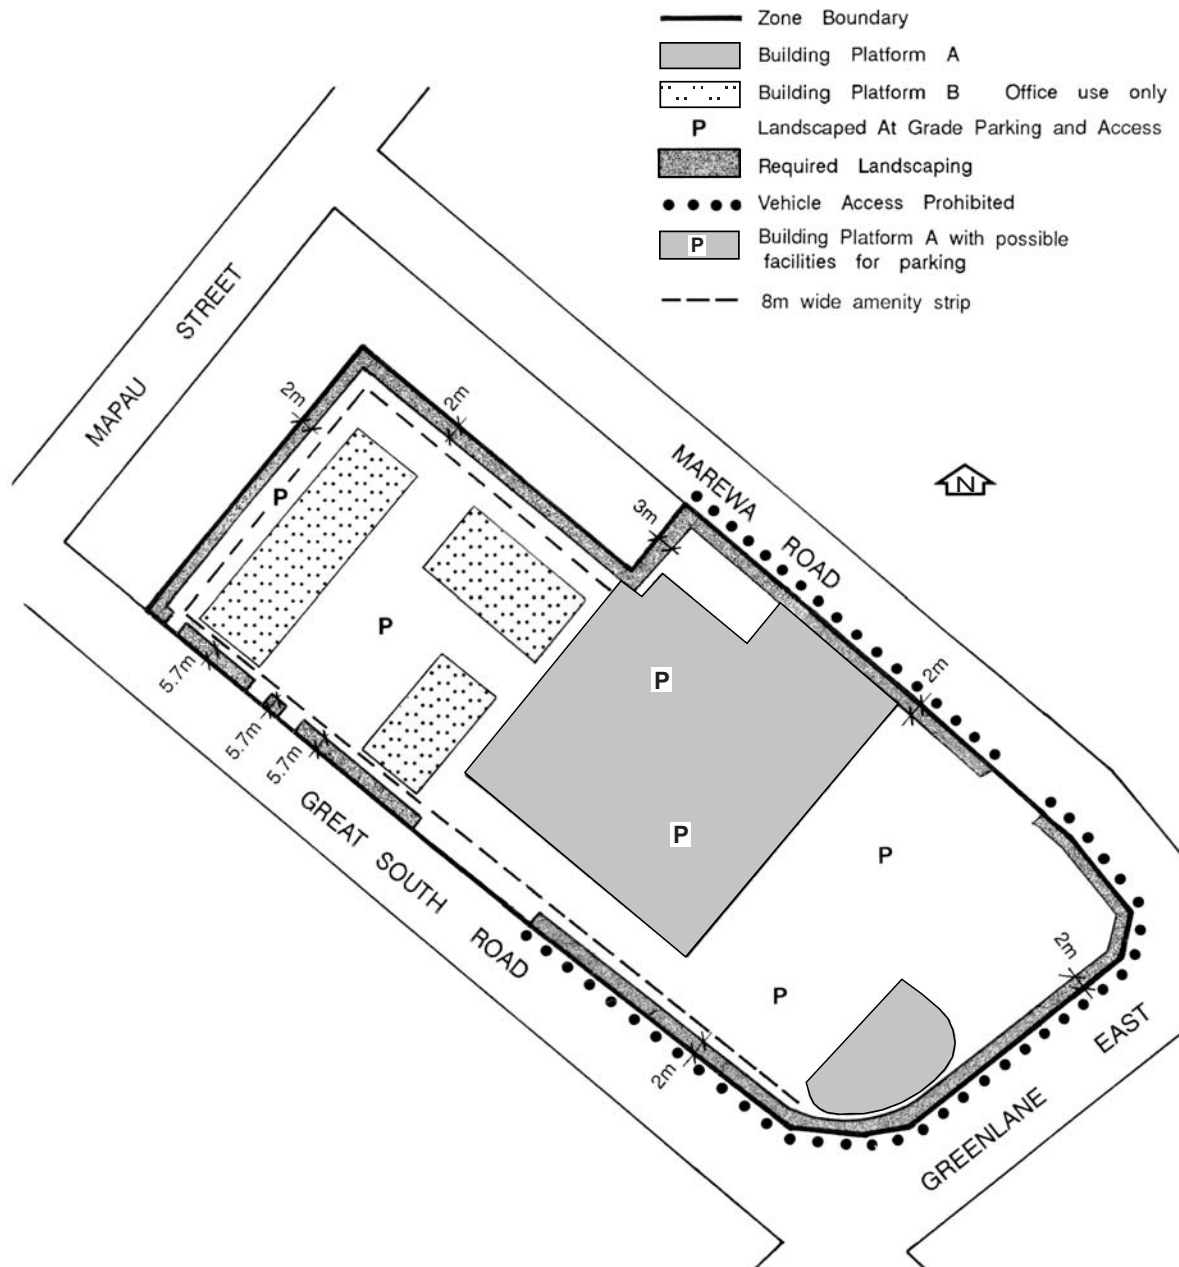 Zone Boundary
Building Platform A
Building Platform B Office use only
P Landscaped At Grade Parking and Access
Required Landscaping
Vehicle Access Prohibited
P Building Platform A with possible
facilities for parking
8m wide amenity strip
MAPAU STREET
2m
2m
MAREWA ROAD
N
3m
P
P
P
5.7m
5.7m
5.7m
2m
GREAT SOUTH ROAD
P
P
P
2m
2m
GREENLANE EAST